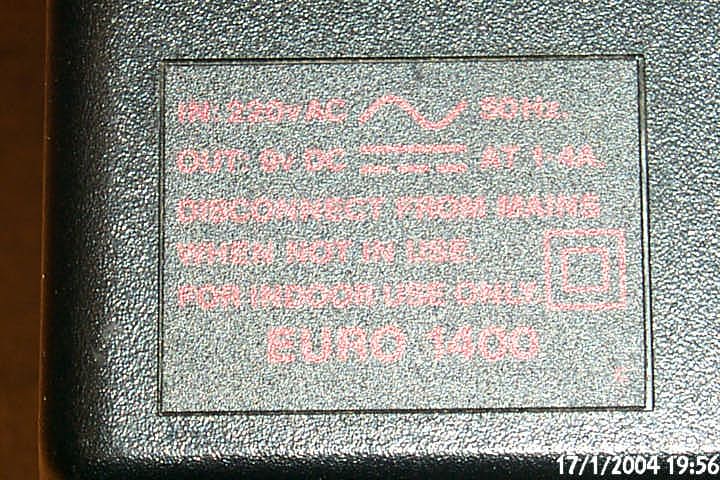 IN: 220v AC 50Hz.
OUT: 9v DC AT 1·4A.
DISCONNECT FROM MAINS
WHEN NOT IN USE.
FOR INDOOR USE ONLY
EURO 1400
17/1/2004 19:56